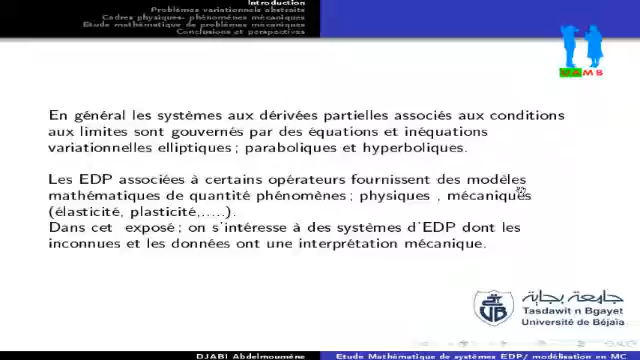 Introduction
Problèmes variationnels abstraits
Cadres physiques- phénomènes mécaniques
Etude mathématique de problèmes mécaniques
Conclusions et perspectives
En général les systèmes aux dérivées partielles associés aux conditions
aux limites sont gouvernés par des équations et inéquations
variationnelles elliptiques ; paraboliques et hyperboliques.
Les EDP associées à certains opérateurs fournissent des modèles
mathématiques de quantité phénomènes ; physiques , mécaniques
(élasticité, plasticité,.....).
Dans cet exposé ; on s'intéresse à des systèmes d'EDP dont les
inconnues et les données ont une interprétation mécanique.
جامعة بجاية
Tasdawit n Bgayet
Université de Béjaïa
DJABI Abdelmoumène
Etude Mathématique de systèmes EDP/ modélisation en MC